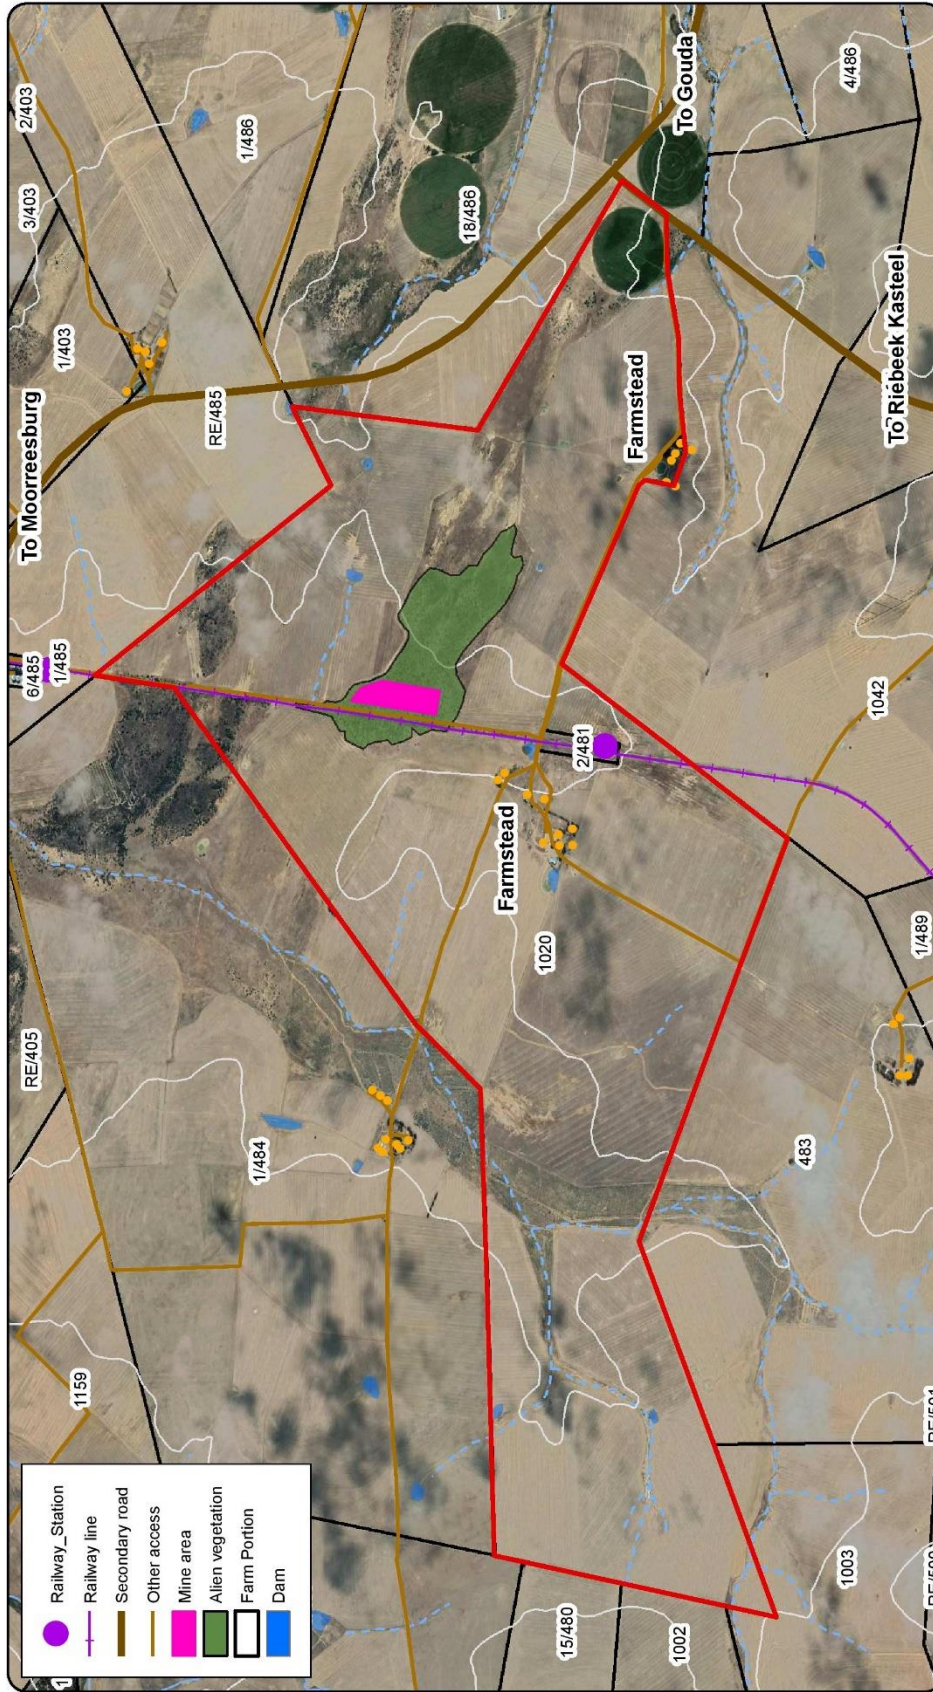 Railway_Station
Railway line
Secondary road
Other access
Mine area
Alien vegetation
Farm Portion
Dam
1159
RE/405
6/485
1/485
To Moorreesburg
1/403
3/403
2/403
1/486
RE/485
1/484
18/486
To Gouda
4/486
Farmstead
Farmstead
2/481
1020
15/480
1002
1003
483
1/489
1042
To Riebeek Kasteel